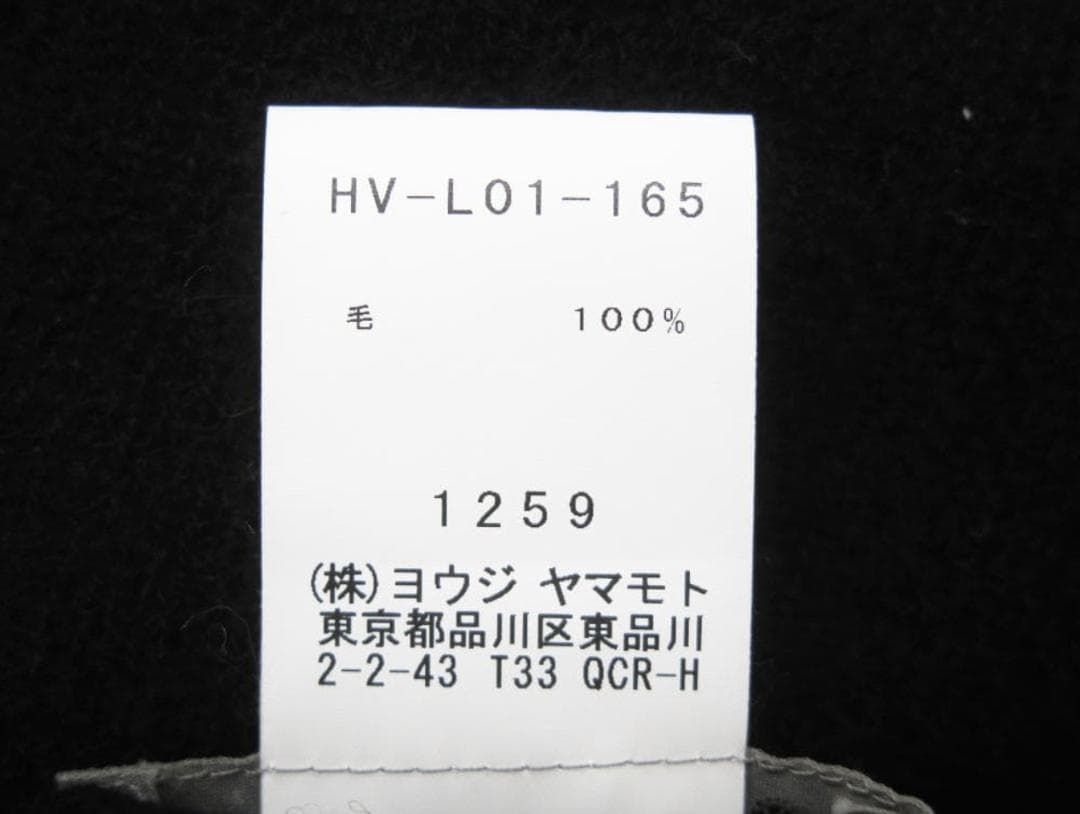 HV-L01-165
毛 100%
1259
(株)ヨウジ ヤマモト
東京都品川区東品川
2-2-43 T33 QCR-H